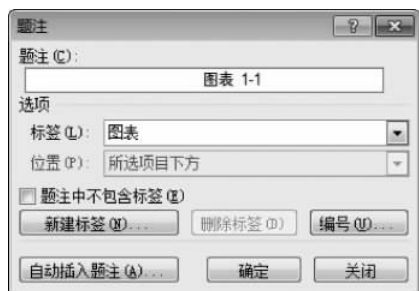 题注
题注(C):
图表 1-1
选项
标签(L): 图表
位置(P): 所选项目下方
题注中不包含标签(E)
新建标签(N)... 删除标签(D) 编号(U)...
自动插入题注(A)... 确定 关闭